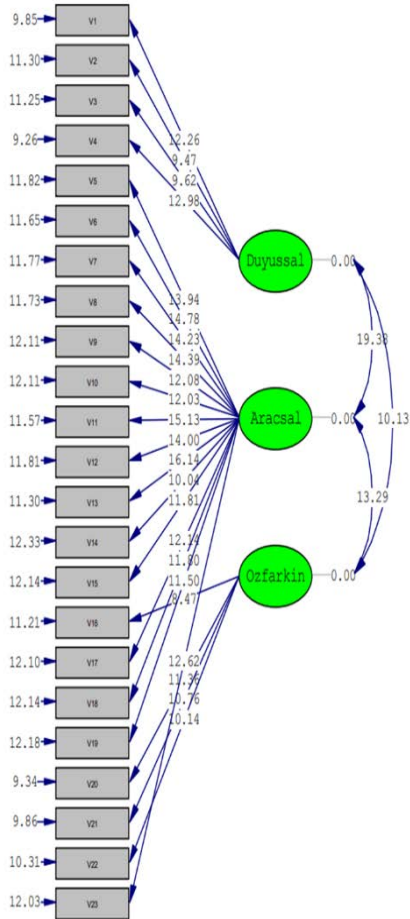 9.85 V1
11.30 V2
11.25 V3
9.26 V4
11.82 V5
11.65 V6
11.77 V7
11.73 V8
12.11 V9
12.11 V10
11.57 V11
11.81 V12
11.30 V13
12.33 V14
12.14 V15
11.21 V16
12.10 V17
12.14 V18
12.18 V19
9.34 V20
9.86 V21
10.31 V22
12.03 V23
12.26
9.47
9.62
12.98
13.94
14.78
14.23
14.39
12.08
12.03
15.13
14.00
16.14
10.04
11.81
12.14
11.80
11.50
8.47
12.62
11.36
10.76
10.14
Duyussal 0.00
Aracsal 0.00
Ozfarkin 0.00
19.38
10.13
13.29